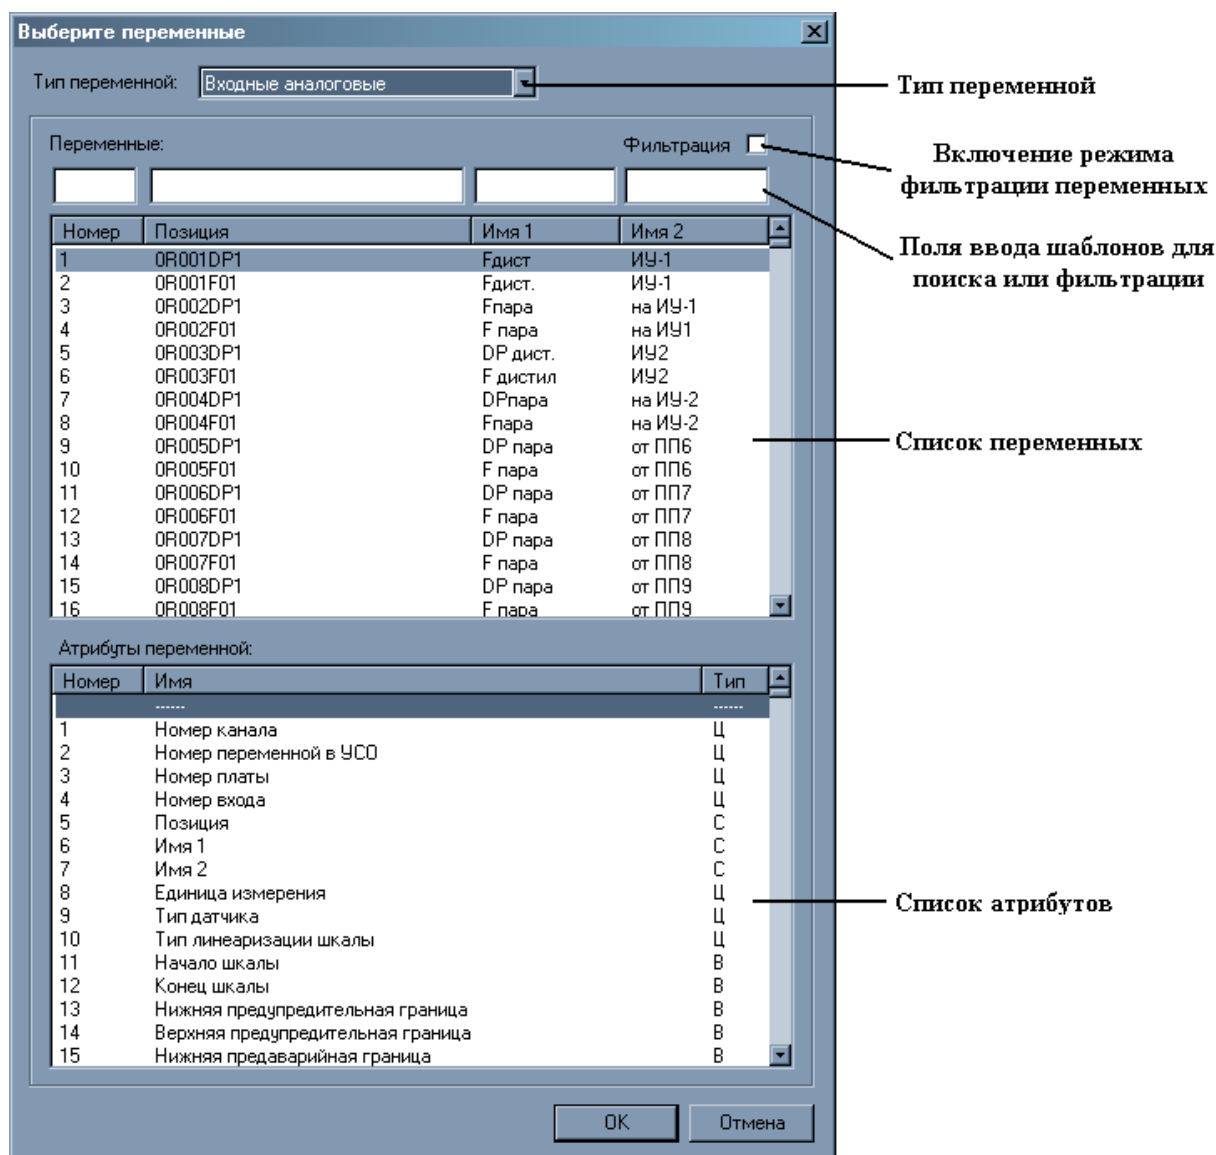 Выберите переменные
Тип переменной: Входные аналоговые
Тип переменной
Переменные: Фильтрация
Включение режима
фильтрации переменных
Номер Позиция Имя 1 Имя 2
Поля ввода шаблонов для
поиска или фильтрации
1 0R001DP1 Fдист ИУ-1
2 0R001F01 Fдист. ИУ-1
3 0R002DP1 Fпара на ИУ-1
4 0R002F01 F пара на ИУ1
5 0R003DP1 DP дист. ИУ2
6 0R003F01 F дистил ИУ2
7 0R004DP1 DPпара на ИУ-2
8 0R004F01 Fпара на ИУ-2
9 0R005DP1 DP пара от ПП6
Список переменных
10 0R005F01 F пара от ПП6
11 0R006DP1 DP пара от ПП7
12 0R006F01 F пара от ПП7
13 0R007DP1 DP пара от ПП8
14 0R007F01 F пара от ПП8
15 0R008DP1 DP пара от ПП9
16 0R008F01 F пара от ПП9
Атрибуты переменной:
Номер Имя Тип
------ ------
1 Номер канала Ц
2 Номер переменной в УСО Ц
3 Номер платы Ц
4 Номер входа Ц
5 Позиция С
6 Имя 1 С
7 Имя 2 С
8 Единица измерения Ц
Список атрибутов
9 Тип датчика Ц
10 Тип линеаризации шкалы Ц
11 Начало шкалы В
12 Конец шкалы В
13 Нижняя предупредительная граница В
14 Верхняя предупредительная граница В
15 Нижняя предаварийная граница В
OK Отмена